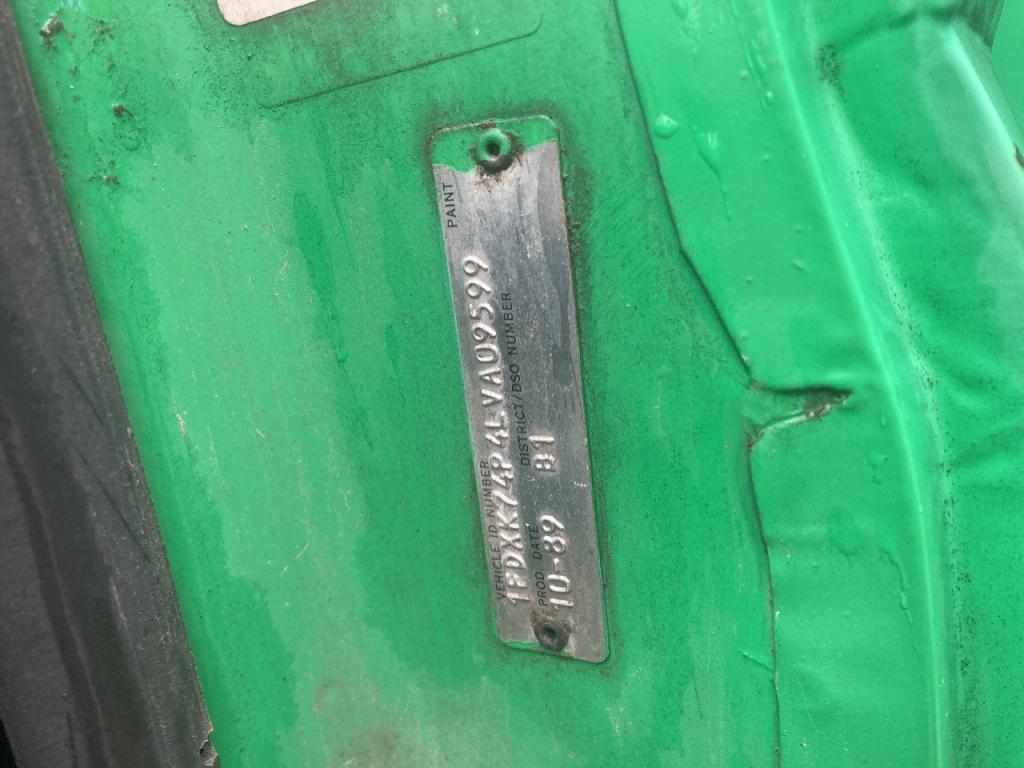 PAINT
VEHICLE ID NUMBER
1FDXK74P4LVA09599
PROD DATE DISTRICT/DSO NUMBER
10-89 B1